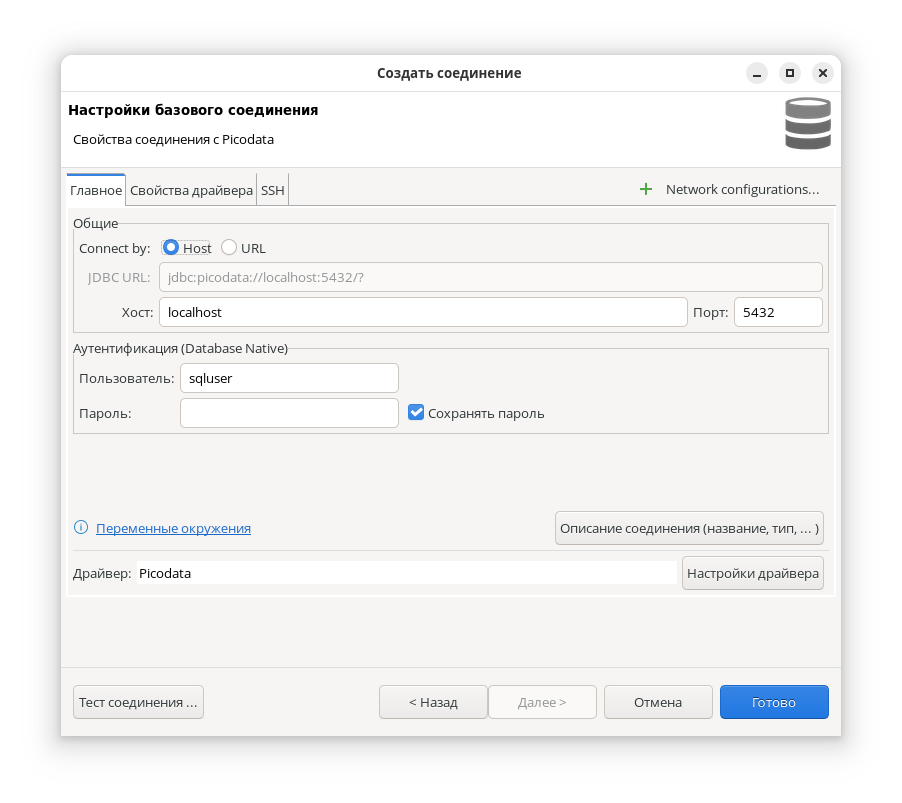 Создать соединение
Настройки базового соединения
Свойства соединения с Picodata
Главное Свойства драйвера SSH Network configurations...
Общие
Connect by: Host URL
JDBC URL: jdbc:picodata://localhost:5432/?
Хост: localhost Порт: 5432
Аутентификация (Database Native)
Пользователь: sqluser
Пароль: Сохранять пароль
Переменные окружения Описание соединения (название, тип, ... )
Драйвер: Picodata Настройки драйвера
Тест соединения ... < Назад Далее > Отмена Готово